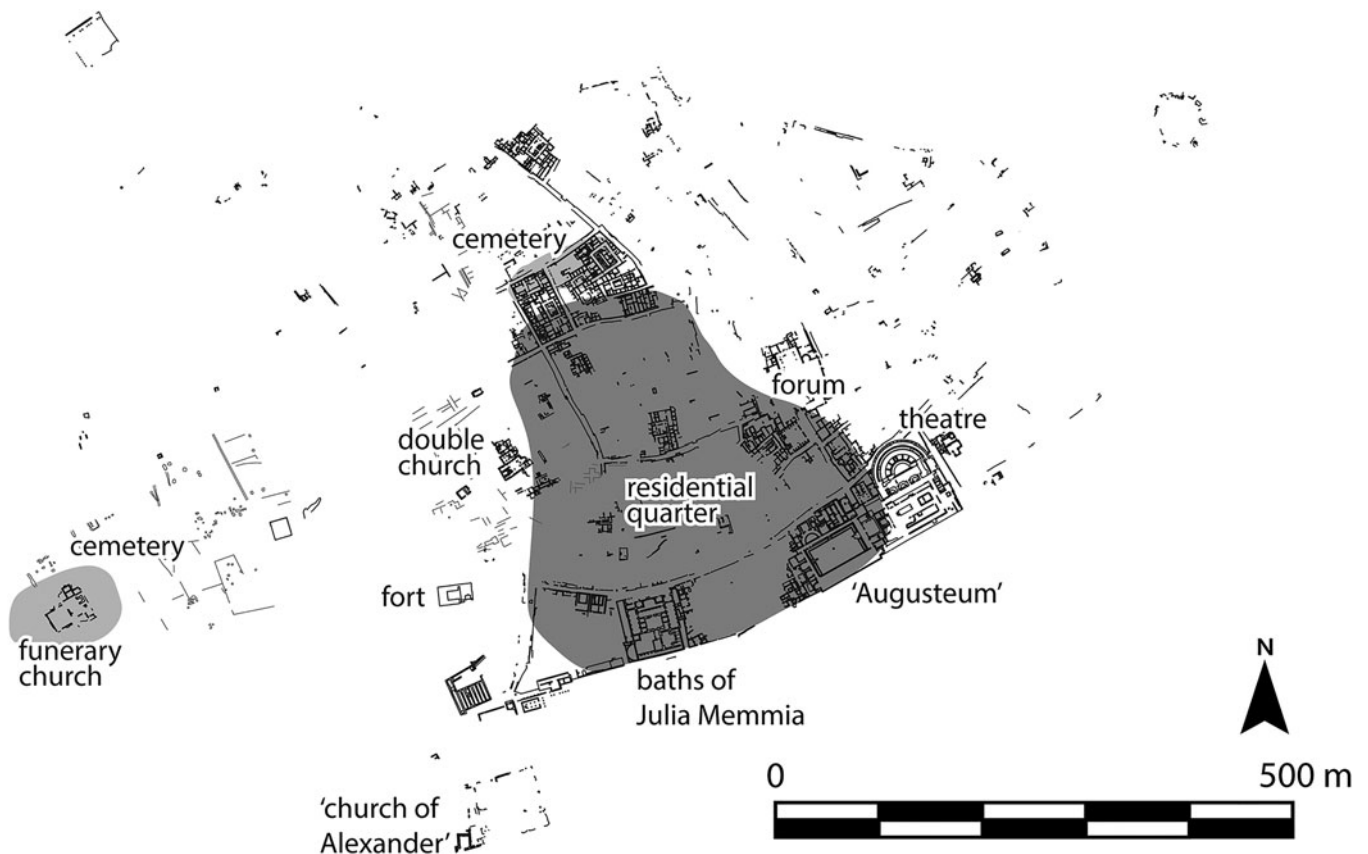 cemetery
forum
theatre
double
church
residential
quarter
cemetery
fort
'Augusteum'
funerary
church
baths of
Julia Memmia
N
0 500 m
'church of
Alexander'